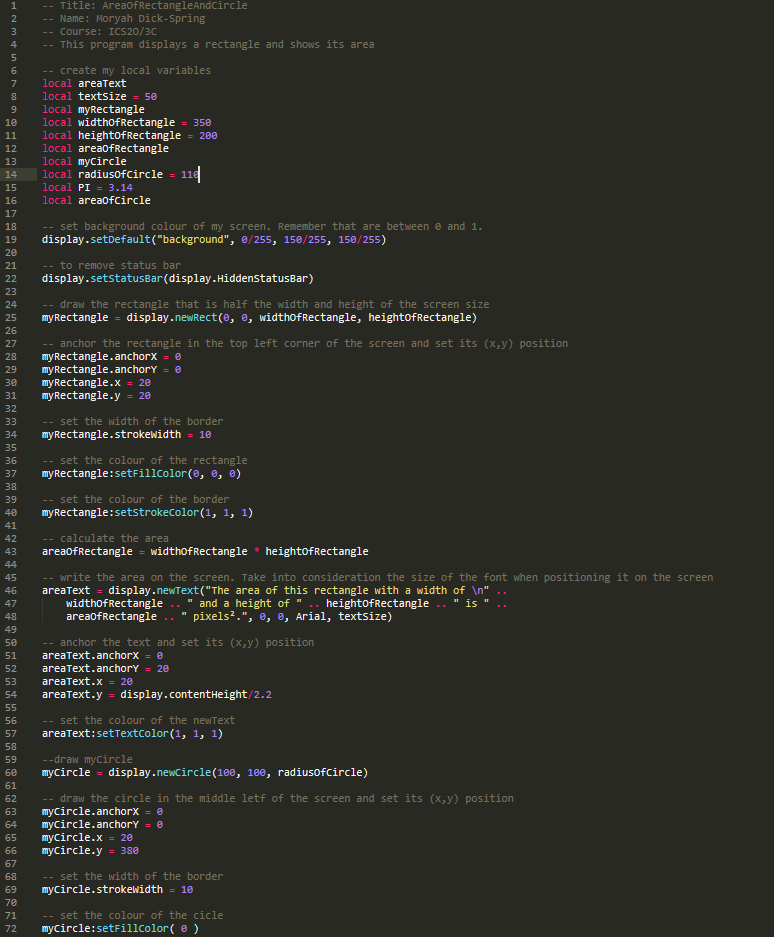 1 -- Title: AreaOfRectangleAndCircle
2 -- Name: Moryah Dick-Spring
3 -- Course: ICS2O/3C
4 -- This program displays a rectangle and shows its area
5
6 -- create my local variables
7 local areaText
8 local textSize = 50
9 local myRectangle
10 local widthOfRectangle = 350
11 local heightOfRectangle = 200
12 local areaOfRectangle
13 local myCircle
14 local radiusOfCircle = 110
15 local PI = 3.14
16 local areaOfCircle
17
18 -- set background colour of my screen. Remember that are between 0 and 1.
19 display.setDefault("background", 0/255, 150/255, 150/255)
20
21 -- to remove status bar
22 display.setStatusBar(display.HiddenStatusBar)
23
24 -- draw the rectangle that is half the width and height of the screen size
25 myRectangle = display.newRect(0, 0, widthOfRectangle, heightOfRectangle)
26
27 -- anchor the rectangle in the top left corner of the screen and set its (x,y) position
28 myRectangle.anchorX = 0
29 myRectangle.anchorY = 0
30 myRectangle.x = 20
31 myRectangle.y = 20
32
33 -- set the width of the border
34 myRectangle.strokeWidth = 10
35
36 -- set the colour of the rectangle
37 myRectangle:setFillColor(0, 0, 0)
38
39 -- set the colour of the border
40 myRectangle:setStrokeColor(1, 1, 1)
41
42 -- calculate the area
43 areaOfRectangle = widthOfRectangle * heightOfRectangle
44
45 -- write the area on the screen. Take into consideration the size of the font when positioning it on the screen
46 areaText = display.newText("The area of this rectangle with a width of \n" ..
47 widthOfRectangle .. " and a height of " .. heightOfRectangle .. " is " ..
48 areaOfRectangle .. " pixels².", 0, 0, Arial, textSize)
49
50 -- anchor the text and set its (x,y) position
51 areaText.anchorX = 0
52 areaText.anchorY = 20
53 areaText.x = 20
54 areaText.y = display.contentHeight/2.2
55
56 -- set the colour of the newText
57 areaText:setTextColor(1, 1, 1)
58
59 --draw myCircle
60 myCircle = display.newCircle(100, 100, radiusOfCircle)
61
62 -- draw the circle in the middle letf of the screen and set its (x,y) position
63 myCircle.anchorX = 0
64 myCircle.anchorY = 0
65 myCircle.x = 20
66 myCircle.y = 380
67
68 -- set the width of the border
69 myCircle.strokeWidth = 10
70
71 -- set the colour of the cicle
72 myCircle:setFillColor( 0 )